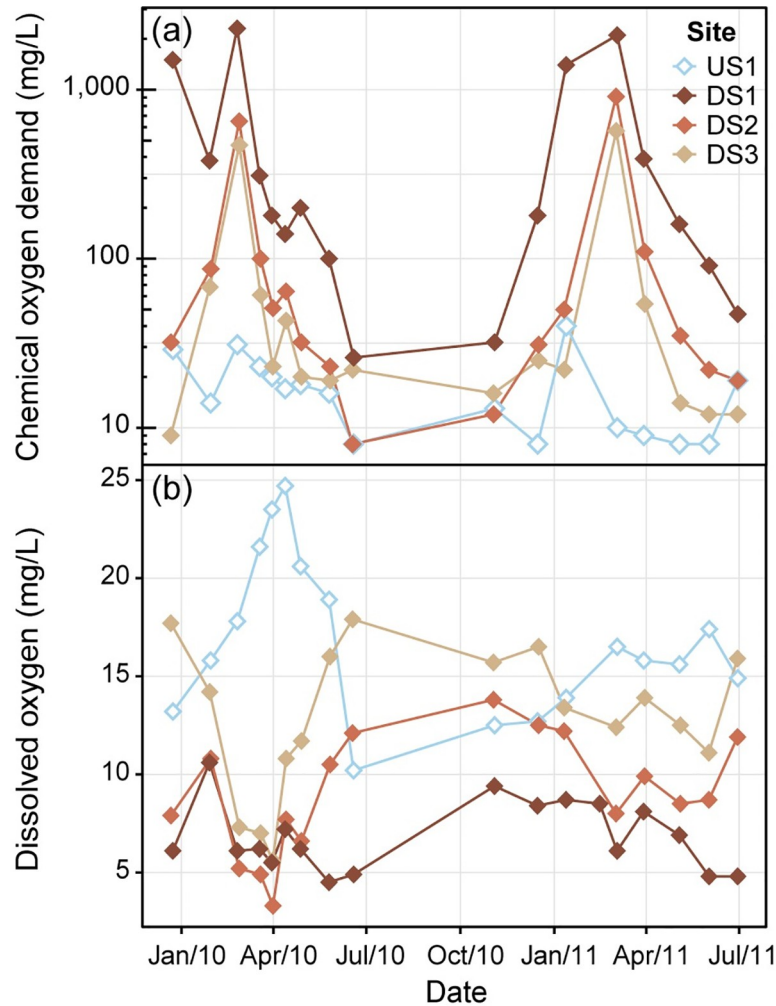 (a)
Site
US1
DS1
DS2
DS3
Chemical oxygen demand (mg/L)
1,000
100
10
(b)
Dissolved oxygen (mg/L)
25
20
15
10
5
Jan/10 Apr/10 Jul/10 Oct/10 Jan/11 Apr/11 Jul/11
Date